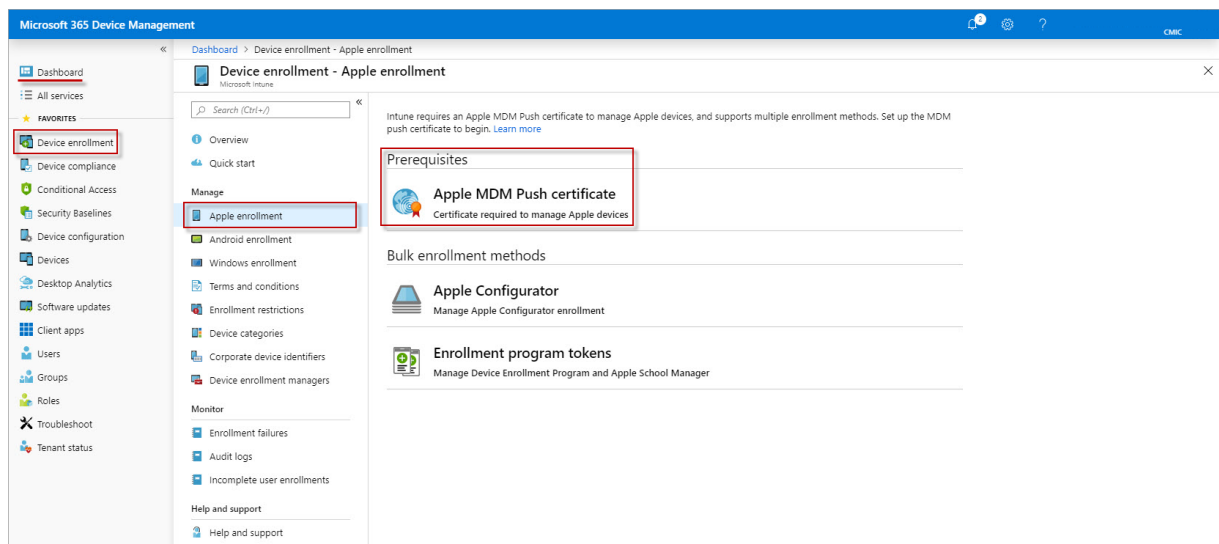 Microsoft 365 Device Management
2
?
CMIC
«
Dashboard
All services
FAVORITES
Device enrollment
Device compliance
Conditional Access
Security Baselines
Device configuration
Devices
Desktop Analytics
Software updates
Client apps
Users
Groups
Roles
Troubleshoot
Tenant status
Dashboard > Device enrollment - Apple enrollment
Device enrollment - Apple enrollment
Microsoft Intune
Search (Ctrl+/)
«
Overview
Quick start
Manage
Apple enrollment
Android enrollment
Windows enrollment
Terms and conditions
Enrollment restrictions
Device categories
Corporate device identifiers
Device enrollment managers
Monitor
Enrollment failures
Audit logs
Incomplete user enrollments
Help and support
Help and support
Intune requires an Apple MDM Push certificate to manage Apple devices, and supports multiple enrollment methods. Set up the MDM
push certificate to begin. Learn more
Prerequisites
Apple MDM Push certificate
Certificate required to manage Apple devices
Bulk enrollment methods
Apple Configurator
Manage Apple Configurator enrollment
Enrollment program tokens
Manage Device Enrollment Program and Apple School Manager